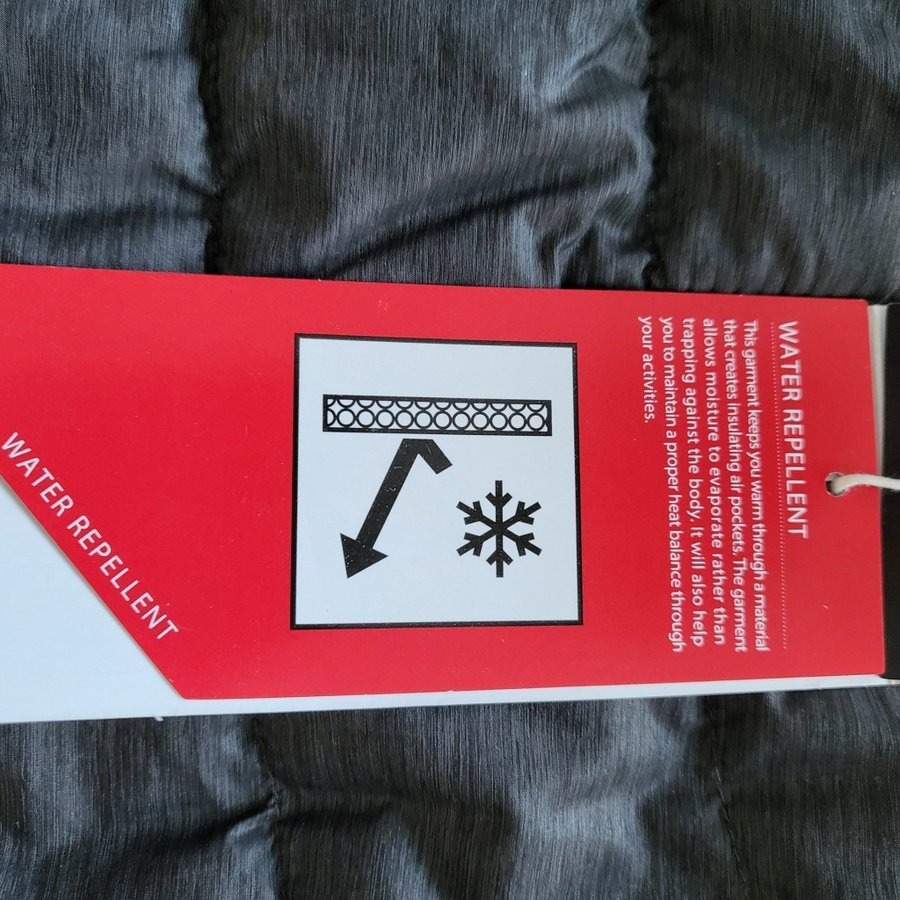 WATER REPELLENT
This garment keeps you warm through a material
that creates insulating air pockets. The garment
allows moisture to evaporate rather than
trapping against the body. It will also help
you to maintain a proper heat balance through
your activities.
WATER REPELLENT